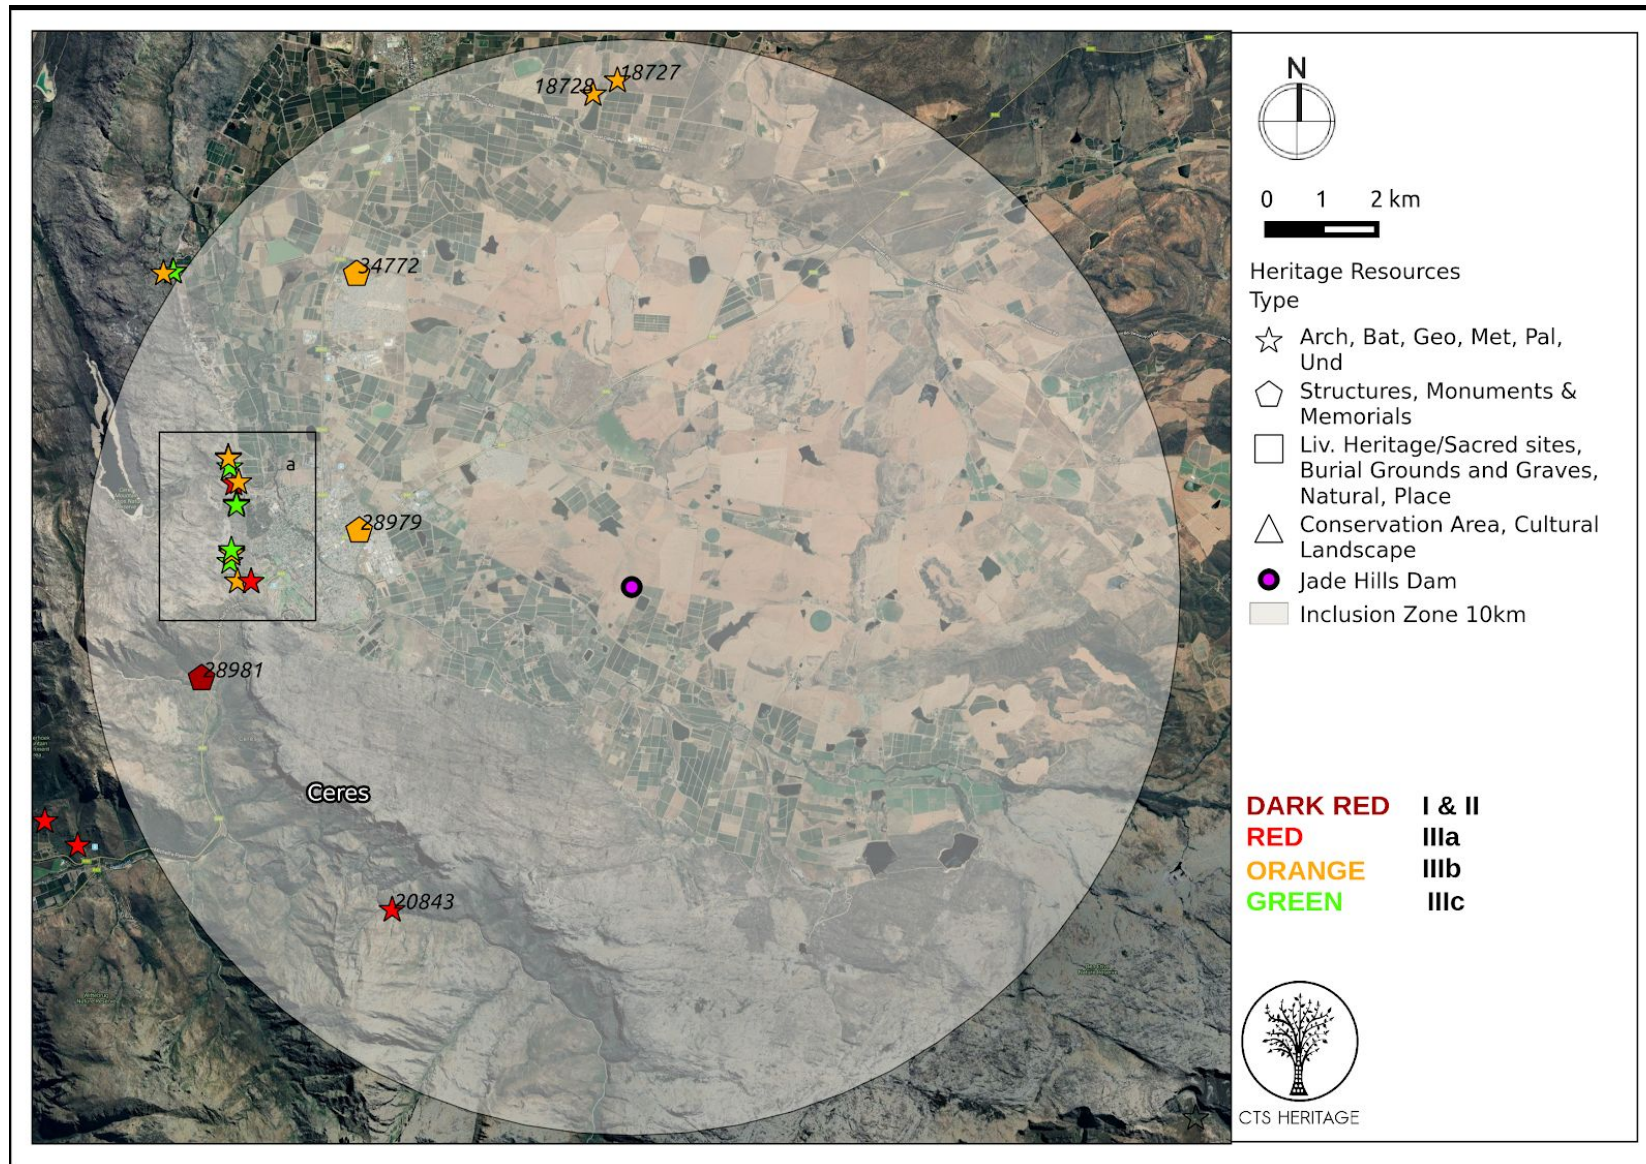 18727
18728
34772
a
28979
28981
Ceres
20843
N
0 1 2 km
Heritage Resources
Type
Arch, Bat, Geo, Met, Pal,
Und
Structures, Monuments &
Memorials
Liv. Heritage/Sacred sites,
Burial Grounds and Graves,
Natural, Place
Conservation Area, Cultural
Landscape
Jade Hills Dam
Inclusion Zone 10km
DARK RED I & II
RED IIIa
ORANGE IIIb
GREEN IIIc
CTS HERITAGE